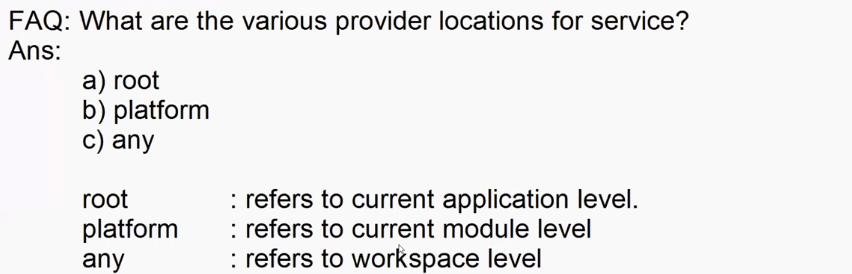 FAQ: What are the various provider locations for service?
Ans:
a) root
b) platform
c) any
root : refers to current application level.
platform : refers to current module level
any : refers to workspace level